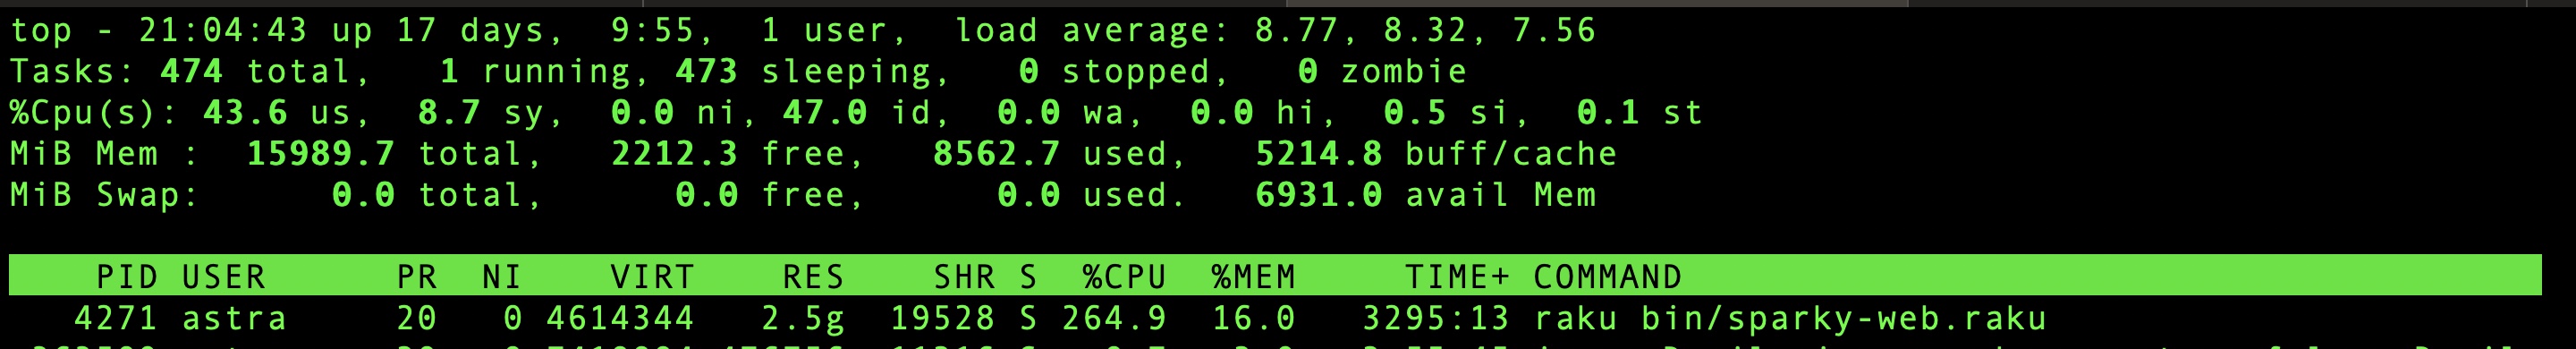 top - 21:04:43 up 17 days,  9:55,  1 user,  load average: 8.77, 8.32, 7.56
Tasks: 474 total,   1 running, 473 sleeping,   0 stopped,   0 zombie
%Cpu(s): 43.6 us,  8.7 sy,  0.0 ni, 47.0 id,  0.0 wa,  0.0 hi,  0.5 si,  0.1 st
MiB Mem :  15989.7 total,   2212.3 free,   8562.7 used,   5214.8 buff/cache
MiB Swap:      0.0 total,      0.0 free,      0.0 used.   6931.0 avail Mem
PID USER      PR  NI    VIRT    RES    SHR S  %CPU  %MEM     TIME+ COMMAND
4271 astra     20   0 4614344   2.5g  19528 S 264.9  16.0   3295:13 raku bin/sparky-web.raku